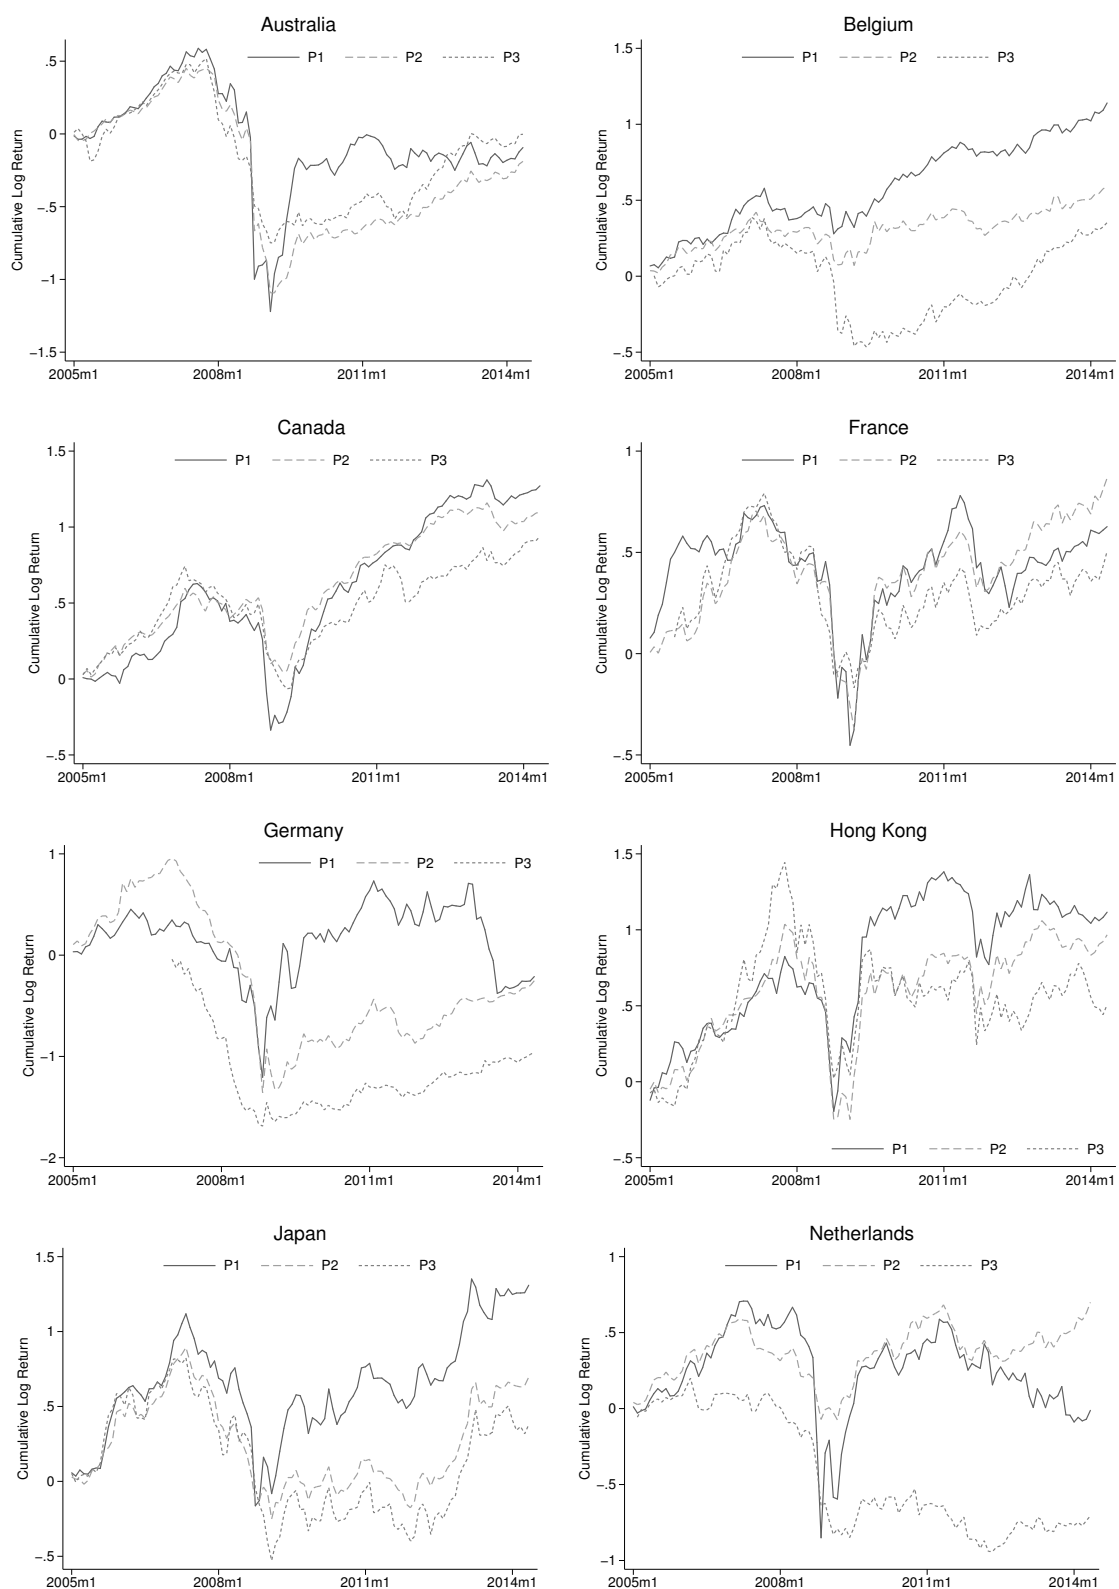 Australia
P1 P2 P3
Cumulative Log Return
.5
0
−.5
−1
−1.5
2005m1 2008m1 2011m1 2014m1
Belgium
P1 P2 P3
Cumulative Log Return
1.5
1
.5
0
−.5
2005m1 2008m1 2011m1 2014m1
Canada
P1 P2 P3
Cumulative Log Return
1.5
1
.5
0
−.5
2005m1 2008m1 2011m1 2014m1
France
P1 P2 P3
Cumulative Log Return
1
.5
0
−.5
2005m1 2008m1 2011m1 2014m1
Germany
P1 P2 P3
Cumulative Log Return
1
0
−1
−2
2005m1 2008m1 2011m1 2014m1
Hong Kong
Cumulative Log Return
1.5
1
.5
0
−.5
P1 P2 P3
2005m1 2008m1 2011m1 2014m1
Japan
P1 P2 P3
Cumulative Log Return
1.5
1
.5
0
−.5
2005m1 2008m1 2011m1 2014m1
Netherlands
P1 P2 P3
Cumulative Log Return
1
.5
0
−.5
−1
2005m1 2008m1 2011m1 2014m1